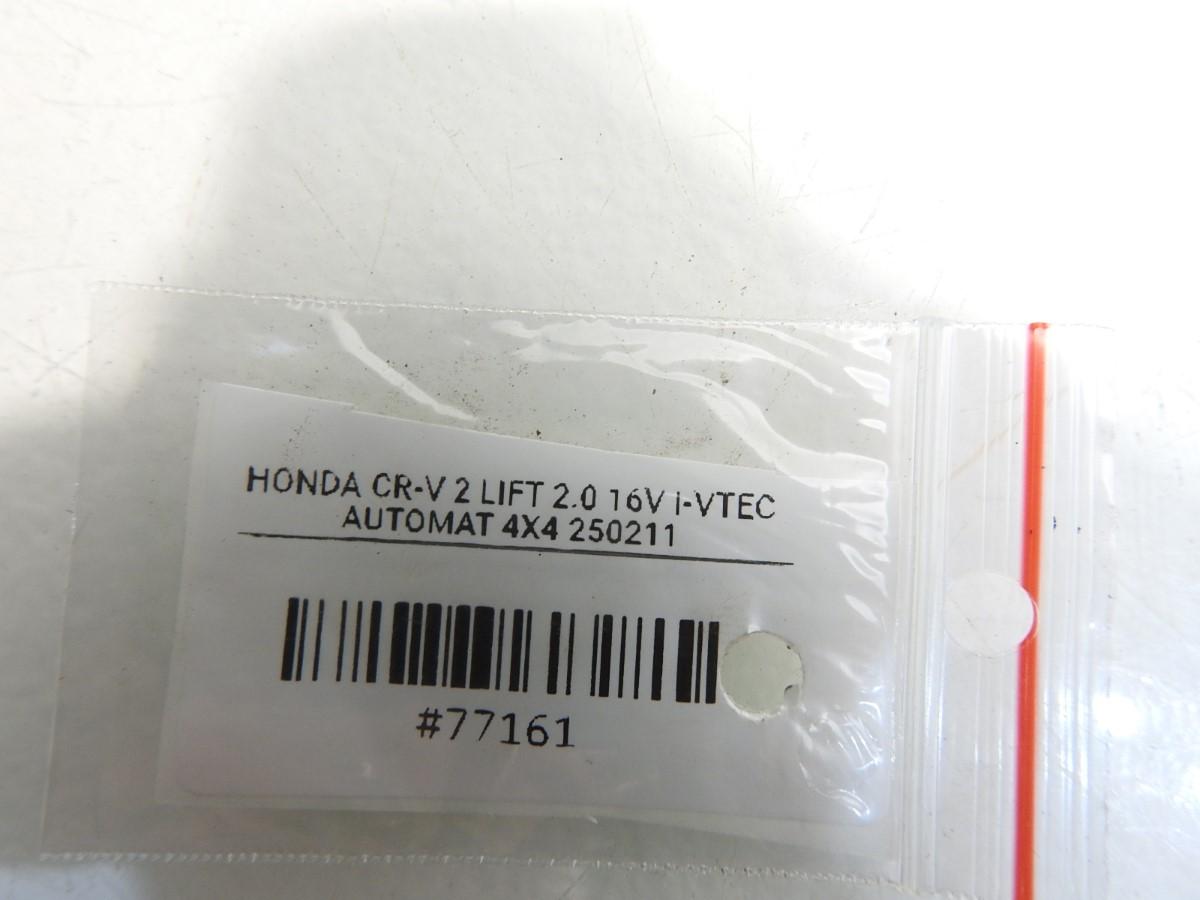 HONDA CR-V 2 LIFT 2.0 16V i-VTEC
AUTOMAT 4X4 250211
#77161